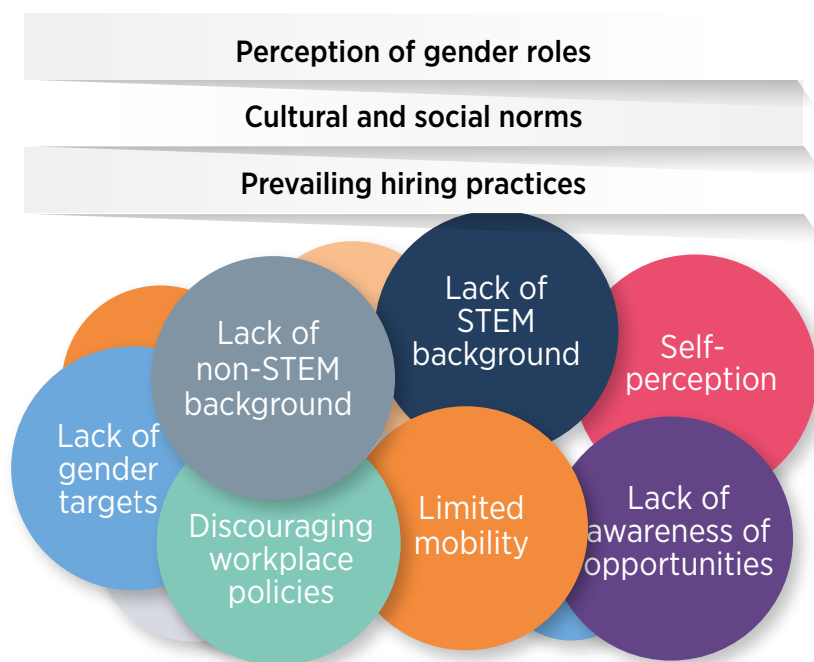 Perception of gender roles
Cultural and social norms
Prevailing hiring practices
Lack of
non-STEM
background
Lack of
STEM
background
Self-
perception
Lack of
gender
targets
Discouraging
workplace
policies
Limited
mobility
Lack of
awareness of
opportunities